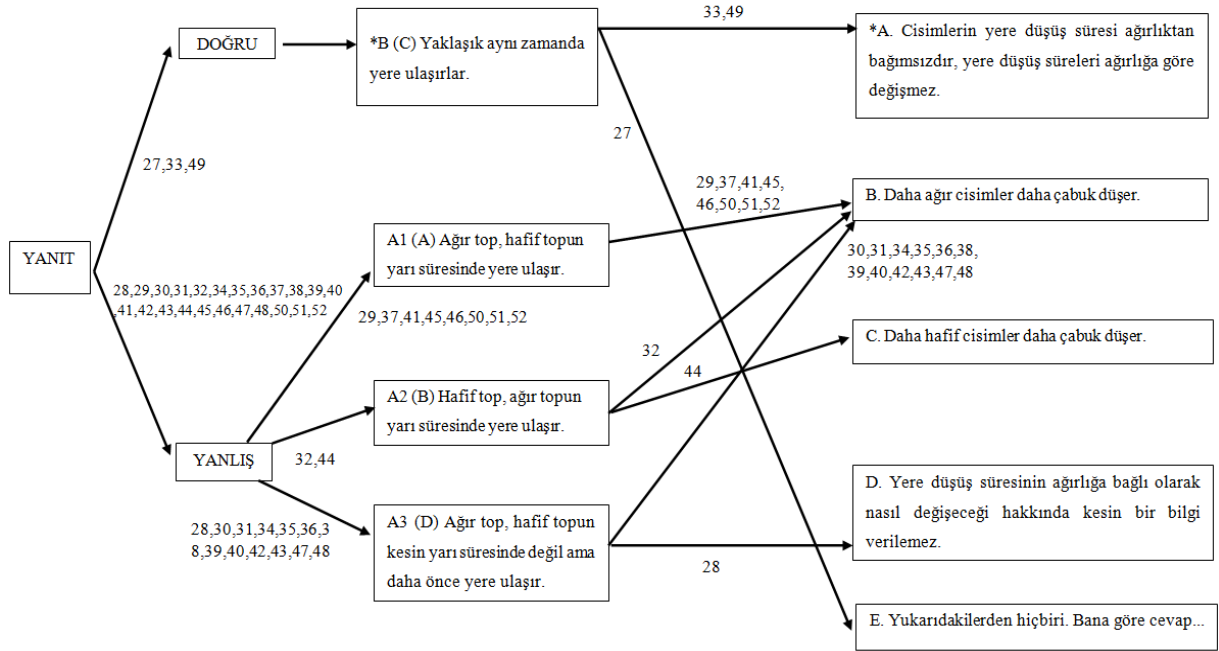 YANIT
DOĞRU
27,33,49
*B (C) Yaklaşık aynı zamanda
yere ulaşırlar.
33,49
27
*A. Cisimlerin yere düşüş süresi ağırlıktan
bağımsızdır, yere düşüş süreleri ağırlığa göre
değişmez.
28,29,30,31,32,34,35,36,37,38,39,40
,41,42,43,44,45,46,47,48,50,51,52
YANLIŞ
A1 (A) Ağır top, hafif topun
yarı süresinde yere ulaşır.
29,37,41,45,46,50,51,52
29,37,41,45,
46,50,51,52
B. Daha ağır cisimler daha çabuk düşer.
30,31,34,35,36,38,
39,40,42,43,47,48
A2 (B) Hafif top, ağır topun
yarı süresinde yere ulaşır.
32,44
32
44
C. Daha hafif cisimler daha çabuk düşer.
28,30,31,34,35,36,3
8,39,40,42,43,47,48
A3 (D) Ağır top, hafif topun
kesin yarı süresinde değil ama
daha önce yere ulaşır.
28
D. Yere düşüş süresinin ağırlığa bağlı olarak
nasıl değişeceği hakkında kesin bir bilgi
verilemez.
E. Yukarıdakilerden hiçbiri. Bana göre cevap...